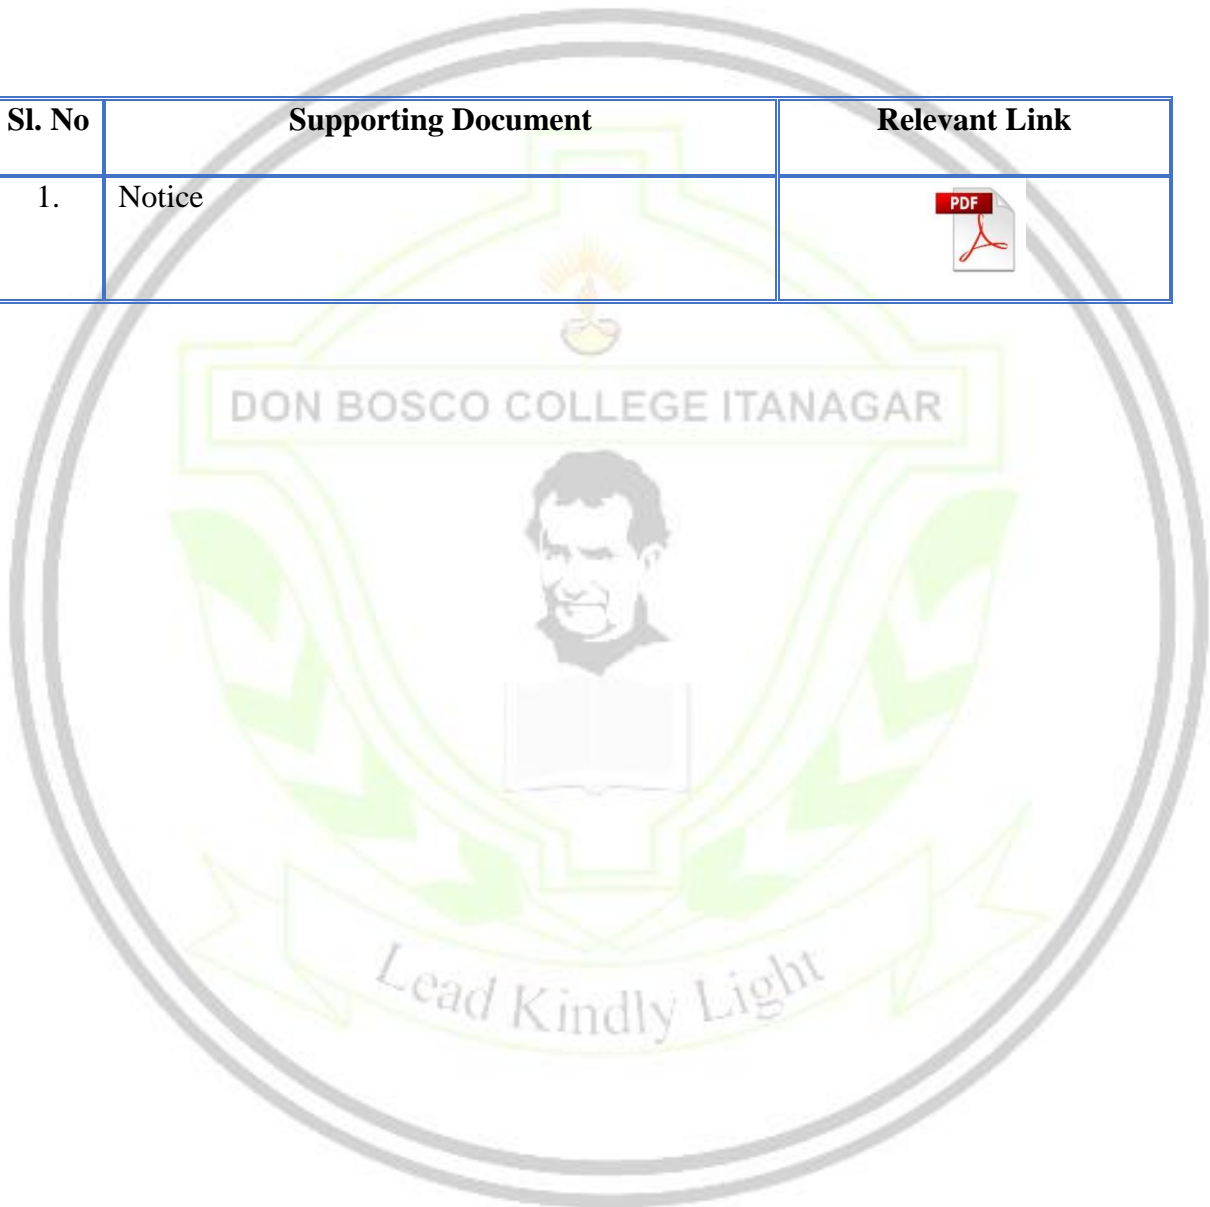 Sl. No Supporting Document Relevant Link
1. Notice PDF
DON BOSCO COLLEGE ITANAGAR
Lead Kindly Light